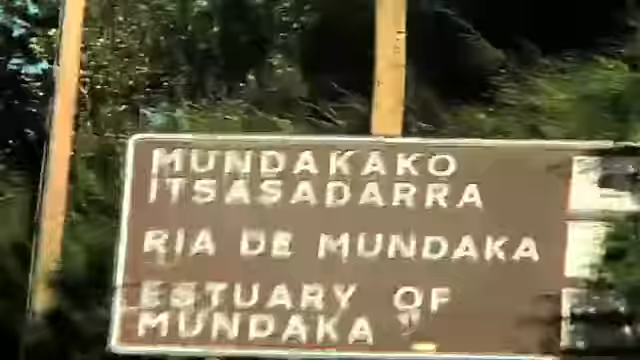 MUNDAKAKO
ITSASADARRA
RIA DE MUNDAKA
ESTUARY OF
MUNDAKA